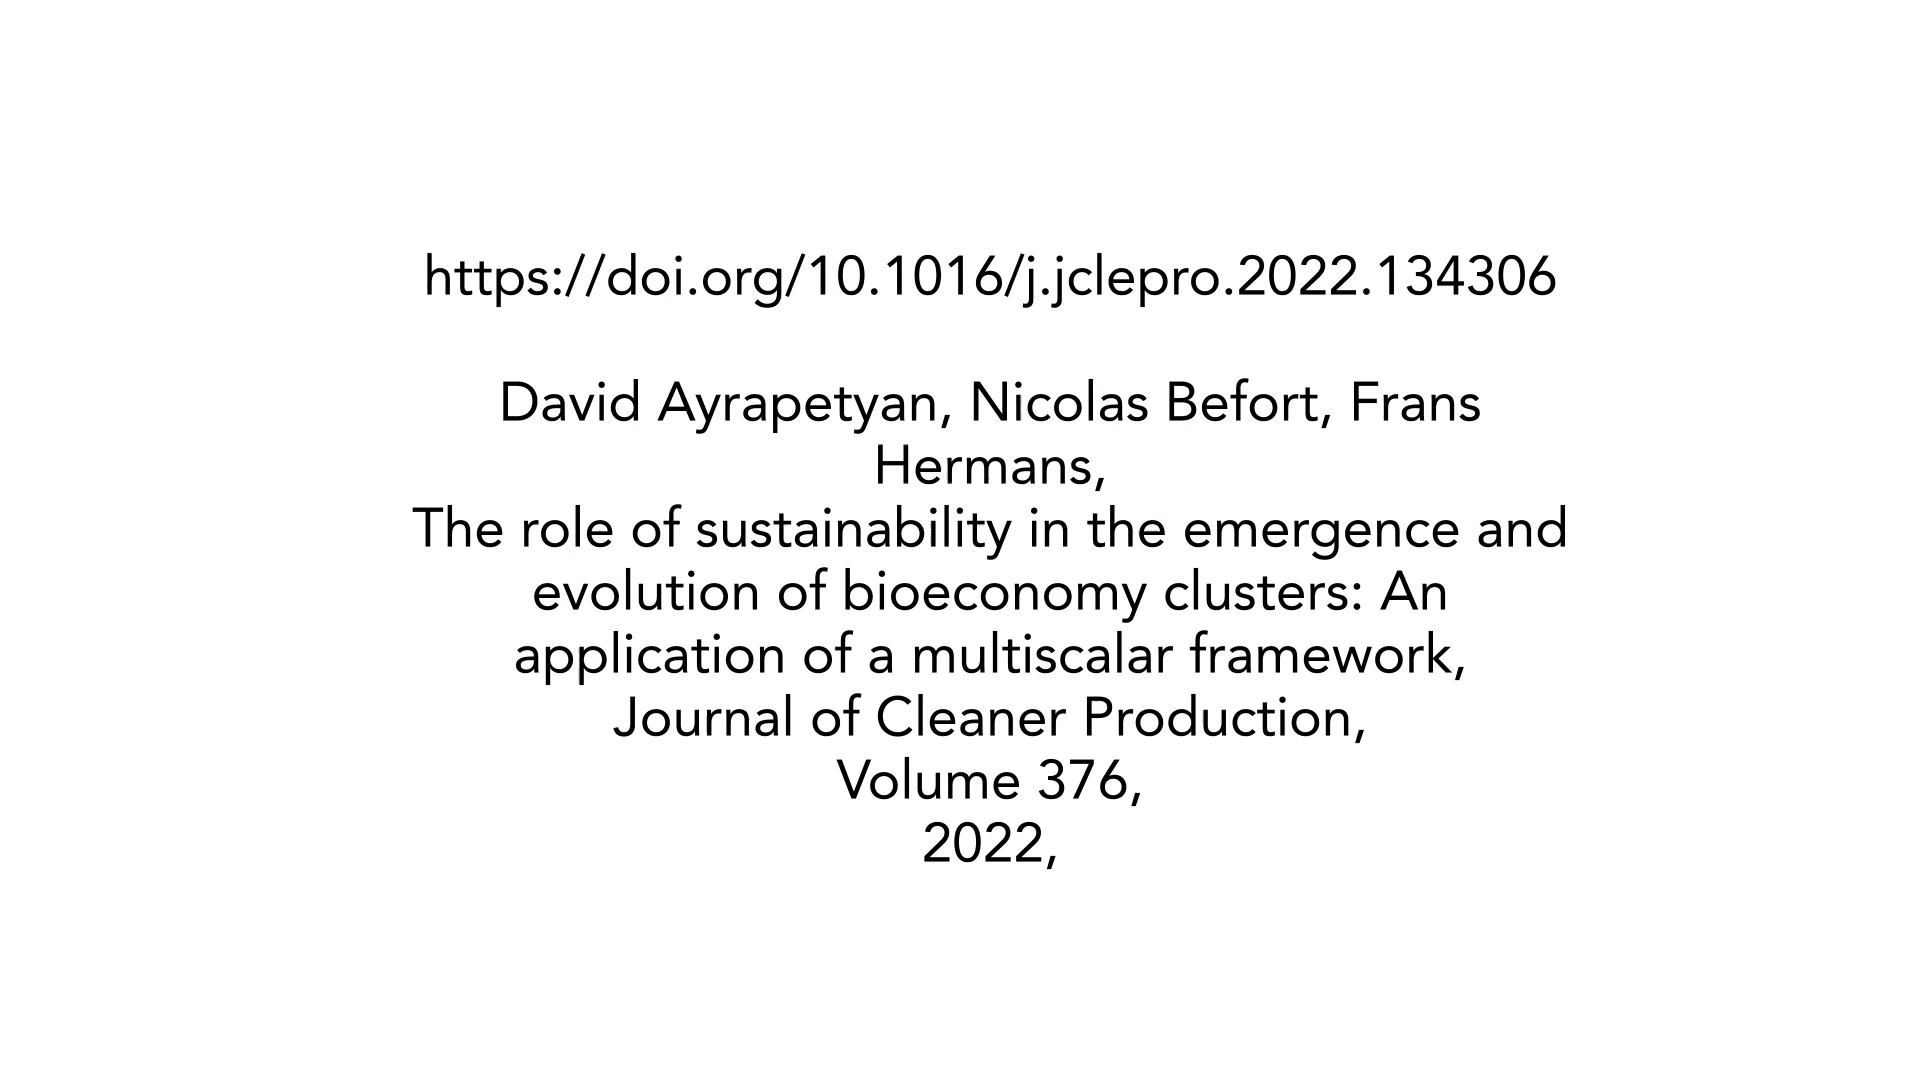 https://doi.org/10.1016/j.jclepro.2022.134306
David Ayrapetyan, Nicolas Befort, Frans
Hermans,
The role of sustainability in the emergence and
evolution of bioeconomy clusters: An
application of a multiscalar framework,
Journal of Cleaner Production,
Volume 376,
2022,